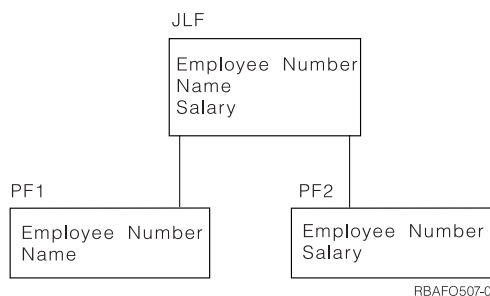 JLF
Employee Number
Name
Salary
PF1
Employee Number
Name
PF2
Employee Number
Salary
RBAFO507-0